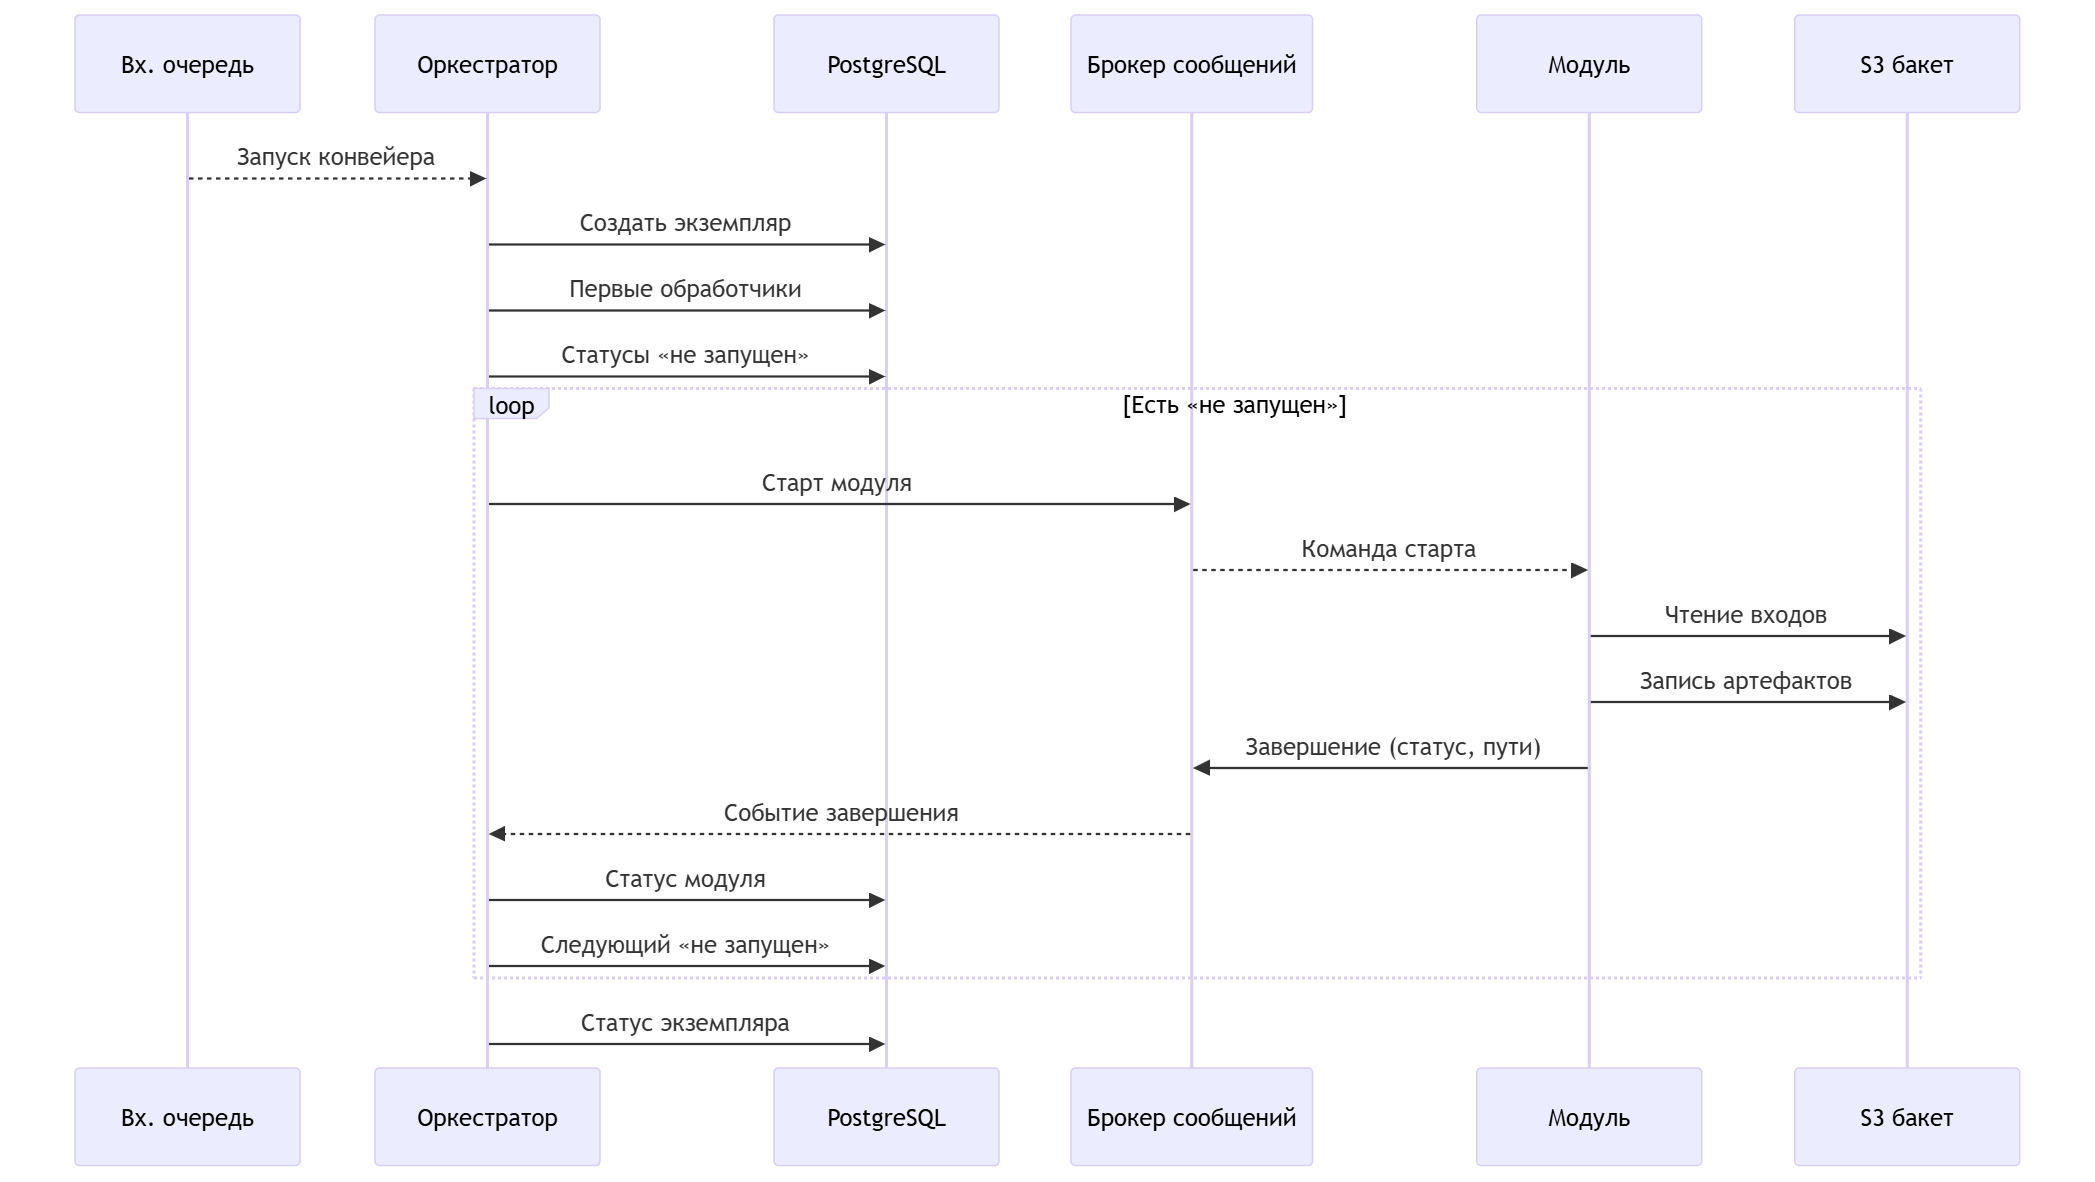 Вх. очередь
Оркестратор
PostgreSQL
Брокер сообщений
Модуль
S3 бакет
Запуск конвейера
Создать экземпляр
Первые обработчики
Статусы «не запущен»
loop
[Есть «не запущен»]
Старт модуля
Команда старта
Чтение входов
Запись артефактов
Завершение (статус, пути)
Событие завершения
Статус модуля
Следующий «не запущен»
Статус экземпляра
Вх. очередь
Оркестратор
PostgreSQL
Брокер сообщений
Модуль
S3 бакет